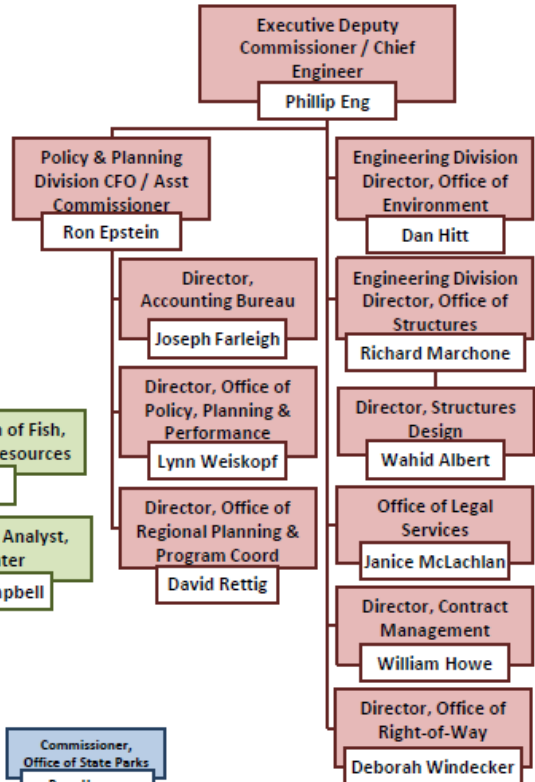 Executive Deputy
Commissioner / Chief
Engineer
Phillip Eng
Policy & Planning
Division CFO / Asst
Commissioner
Ron Epstein
Director,
Accounting Bureau
Joseph Farleigh
Director, Office of
Policy, Planning &
Performance
Lynn Weiskopf
Director, Office of
Regional Planning &
Program Coord
David Rettig
Engineering Division
Director, Office of
Environment
Dan Hitt
Engineering Division
Director, Office of
Structures
Richard Marchone
Director, Structures
Design
Wahid Albert
Office of Legal
Services
Janice McLachlan
Director, Contract
Management
William Howe
Director, Office of
Right-of-Way
Deborah Windecker
of Fish,
Analyst,
Commissioner,
Office of State Parks